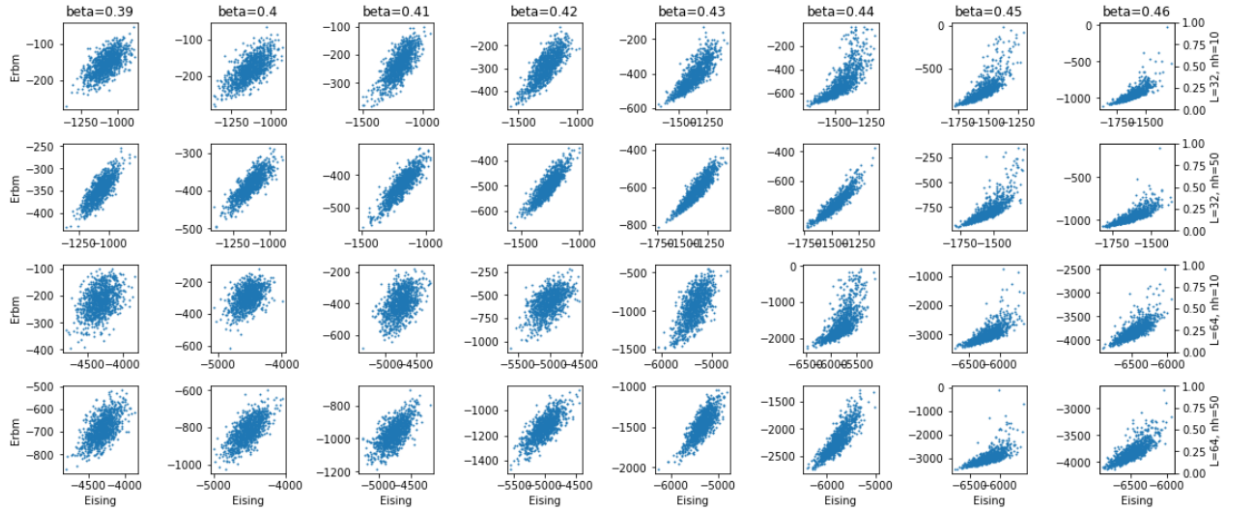 beta=0.39 beta=0.4 beta=0.41 beta=0.42 beta=0.43 beta=0.44 beta=0.45 beta=0.46
Erbm −100 −200 −1250 −1000
−100 −200 −1250 −1000
−100 −200 −300 −1500 −1000
−200 −300 −400 −1500 −1000
−200 −400 −600 −1500 −1250
−200 −400 −600 −1500 −1250
0 −500 −1750 −1500 −1250
0 −500 −1000 −1750 −1500
1.00 0.75 0.50 0.25 0.00 L=32, nh=10
Erbm −250 −300 −350 −400 −1250 −1000
−300 −400 −500 −1250 −1000
−300 −400 −500 −1500 −1000
−400 −500 −600 −1500 −1000
−400 −600 −800 −1750 −1500 −1250
−400 −600 −800 −1750 −1500 −1250
−250 −500 −750 −1750 −1500
−500 −1000 −1750 −1500
1.00 0.75 0.50 0.25 0.00 L=32, nh=50
Erbm −100 −200 −300 −400 −4500 −4000
−200 −400 −600 −5000 −4000
−200 −400 −600 −5000 −4500
−250 −500 −750 −1000 −5500 −5000 −4500
−500 −1000 −1500 −6000 −5000
0 −1000 −2000 −6500 −6000 −5500
−1000 −2000 −3000 −6500 −6000
−2500 −3000 −3500 −4000 −6500 −6000
1.00 0.75 0.50 0.25 0.00 L=64, nh=10
Erbm −500 −600 −700 −800 −4500 −4000 Eising
−600 −800 −1000 −5000 −4000 Eising
−800 −1000 −1200 −5000 −4500 Eising
−1000 −1200 −1400 −5500 −5000 −4500 Eising
−1000 −1500 −2000 −6000 −5000 Eising
−1500 −2000 −2500 −6000 −5000 Eising
0 −1000 −2000 −3000 −6500 −6000 Eising
−3000 −3500 −4000 −6500 −6000 Eising
1.00 0.75 0.50 0.25 0.00 L=64, nh=50